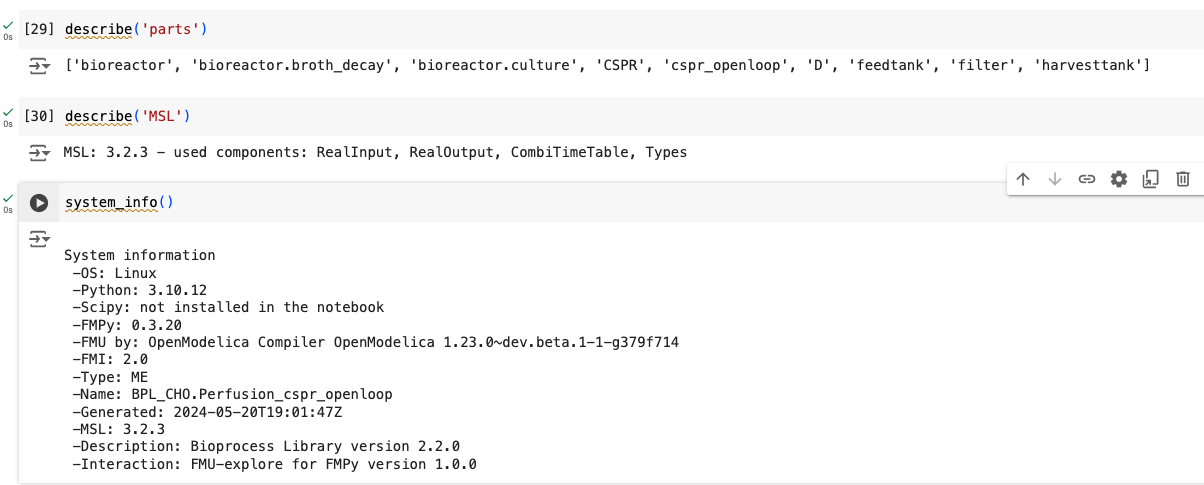 [29] describe('parts')
0s
['bioreactor', 'bioreactor.broth_decay', 'bioreactor.culture', 'CSPR', 'cspr_openloop', 'D', 'feedtank', 'filter', 'harvesttank']
[30] describe('MSL')
0s
MSL: 3.2.3 - used components: RealInput, RealOutput, CombiTimeTable, Types
system_info()
0s
System information
-OS: Linux
-Python: 3.10.12
-Scipy: not installed in the notebook
-FMPy: 0.3.20
-FMU by: OpenModelica Compiler OpenModelica 1.23.0~dev.beta.1-1-g379f714
-FMI: 2.0
-Type: ME
-Name: BPL_CHO.Perfusion_cspr_openloop
-Generated: 2024-05-20T19:01:47Z
-MSL: 3.2.3
-Description: Bioprocess Library version 2.2.0
-Interaction: FMU-explore for FMPy version 1.0.0